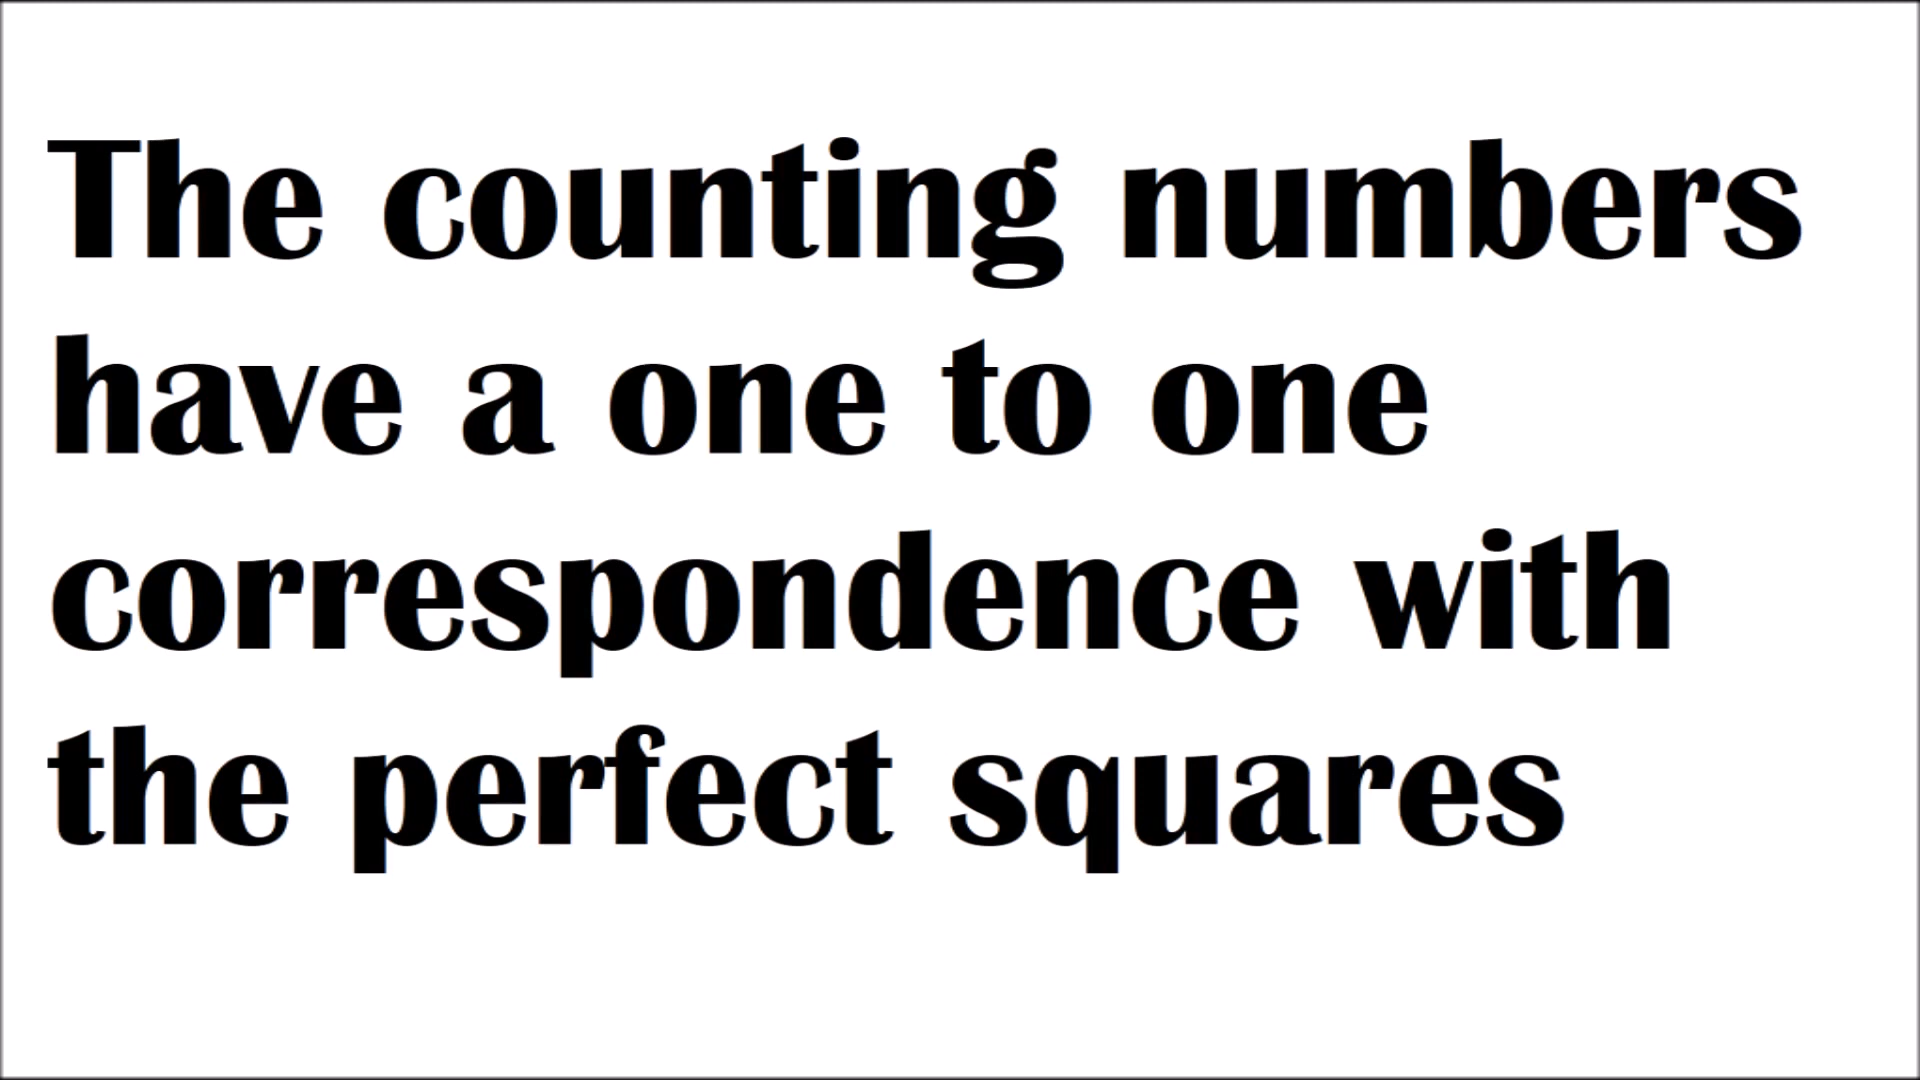 The counting numbers
have a one to one
correspondence with
the perfect squares